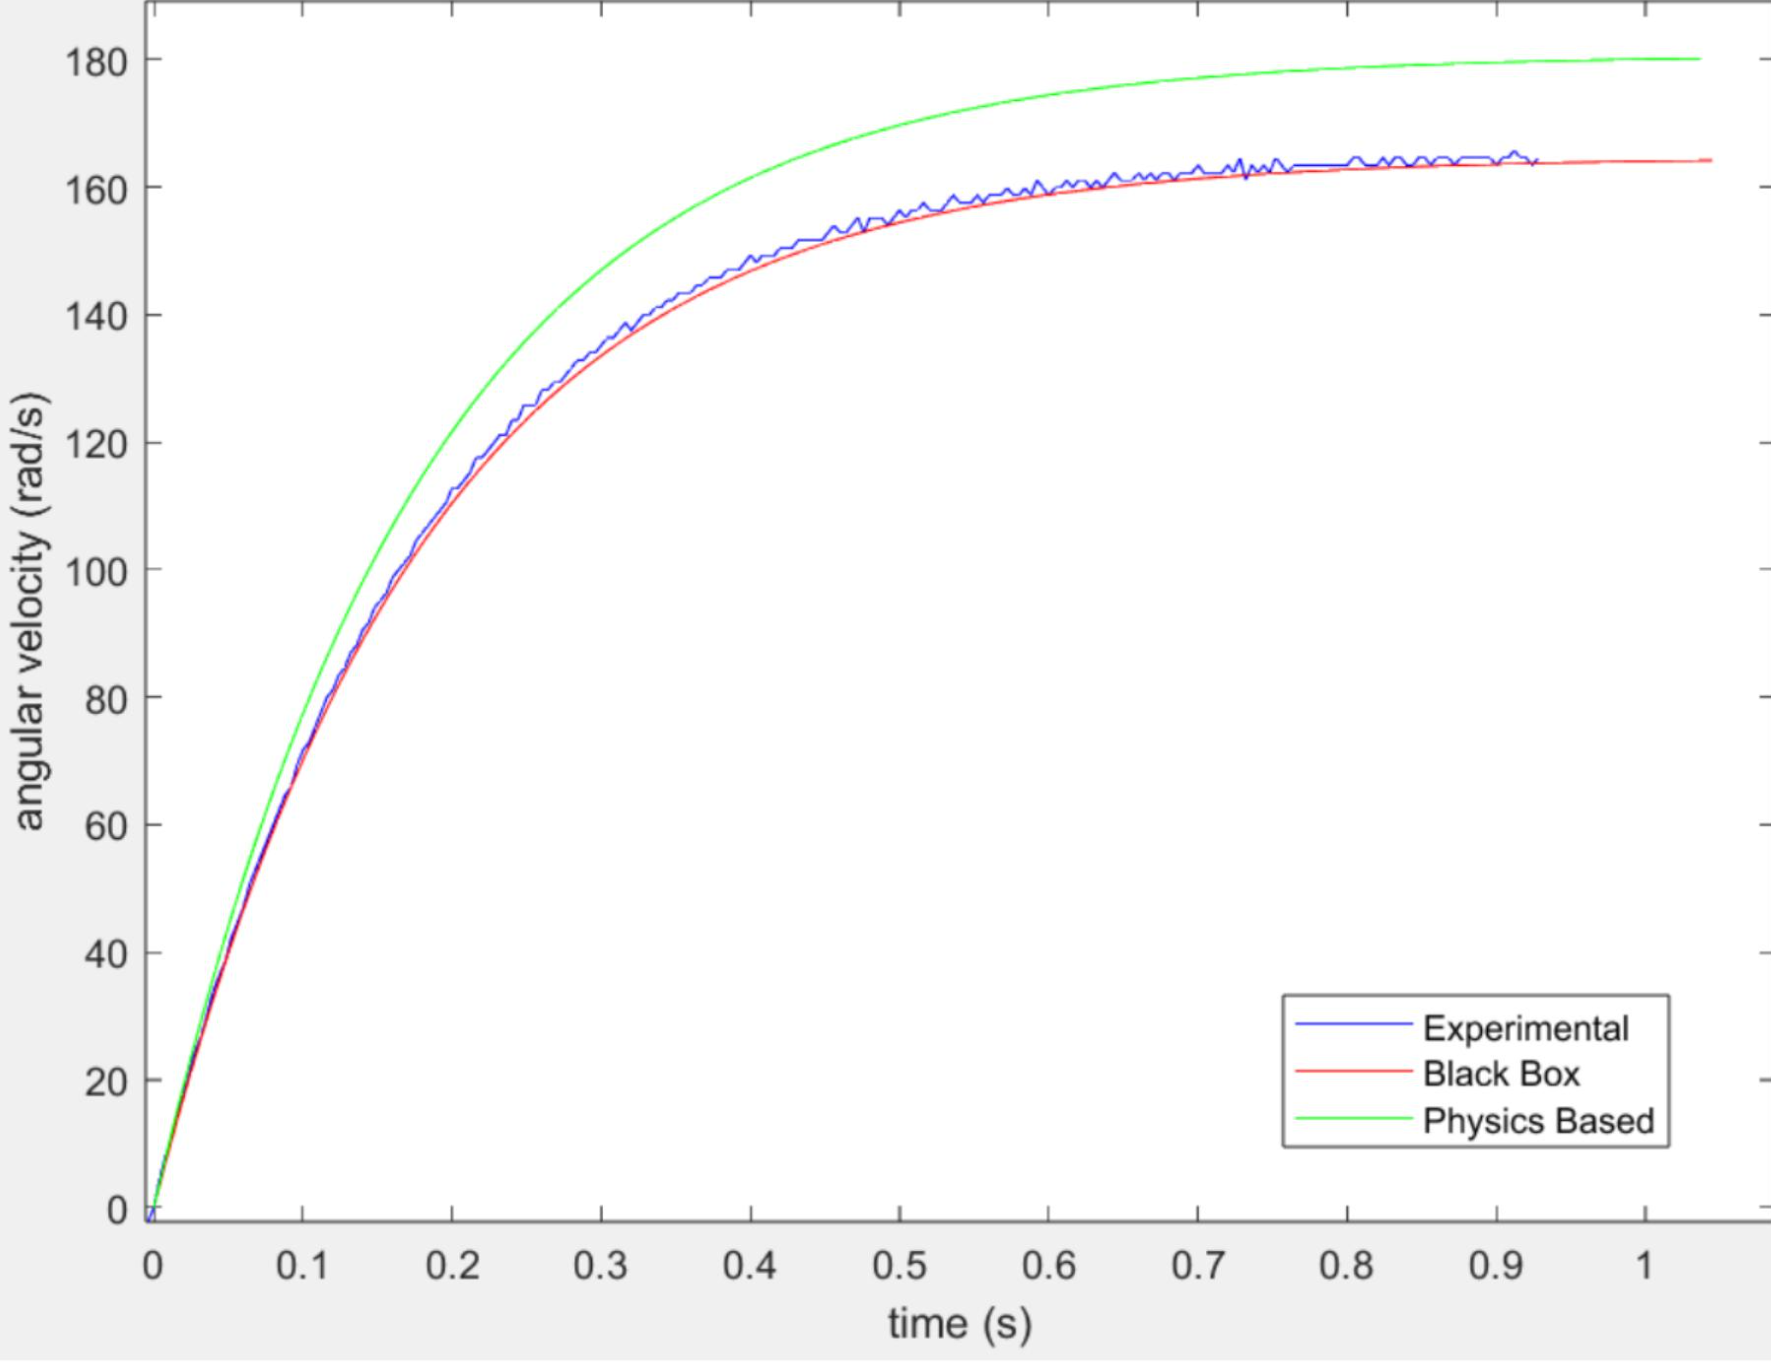 180
160
140
120
100
80
60
40
20
0
angular velocity (rad/s)
0 0.1 0.2 0.3 0.4 0.5 0.6 0.7 0.8 0.9 1
time (s)
Experimental
Black Box
Physics Based